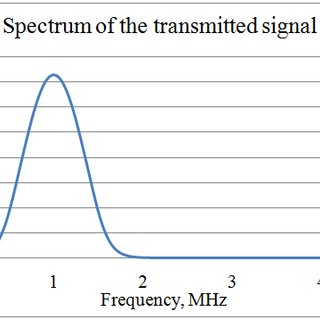 Spectrum of the transmitted signal
1 2 3 4
Frequency, MHz